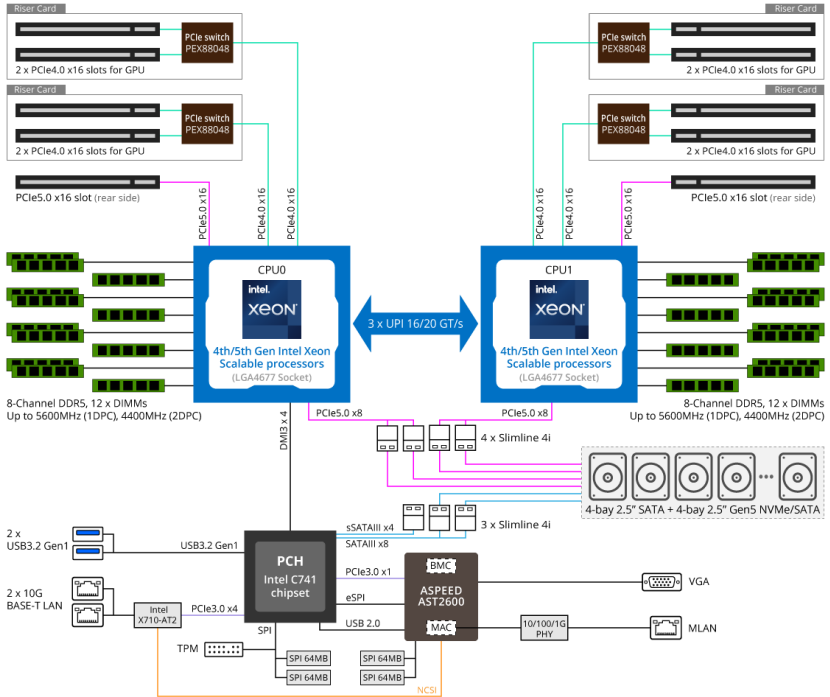 Riser Card
PCIe switch
PEX88048
2 x PCIe4.0 x16 slots for GPU
Riser Card
PCIe switch
PEX88048
2 x PCIe4.0 x16 slots for GPU
Riser Card
PCIe switch
PEX88048
2 x PCIe4.0 x16 slots for GPU
Riser Card
PCIe switch
PEX88048
2 x PCIe4.0 x16 slots for GPU
PCIe5.0 x16 slot (rear side)
PCIe5.0 x16
PCIe4.0 x16
PCIe4.0 x16
PCIe4.0 x16
PCIe4.0 x16
PCIe5.0 x16
PCIe5.0 x16 slot (rear side)
CPU0
intel.
xeon
4th/5th Gen Intel Xeon
Scalable processors
(LGA4677 Socket)
3 x UPI 16/20 GT/s
CPU1
intel.
xeon
4th/5th Gen Intel Xeon
Scalable processors
(LGA4677 Socket)
8-Channel DDR5, 12 x DIMMs
Up to 5600MHz (1DPC), 4400MHz (2DPC)
8-Channel DDR5, 12 x DIMMs
Up to 5600MHz (1DPC), 4400MHz (2DPC)
DMI3 x 4
PCIe5.0 x8
PCIe5.0 x8
4 x Slimline 4i
4-bay 2.5” SATA + 4-bay 2.5” Gen5 NVMe/SATA
3 x Slimline 4i
sSATAIII x4
SATAIII x8
2 x
USB3.2 Gen1
USB3.2 Gen1
PCH
Intel C741
chipset
PCIe3.0 x1
eSPI
USB 2.0
BMC
ASPEED
AST2600
MAC
VGA
10/100/1G
PHY
MLAN
2 x 10G
BASE-T LAN
Intel
X710-AT2
PCIe3.0 x4
SPI
TPM
SPI 64MB
SPI 64MB
SPI 64MB
SPI 64MB
NCSI